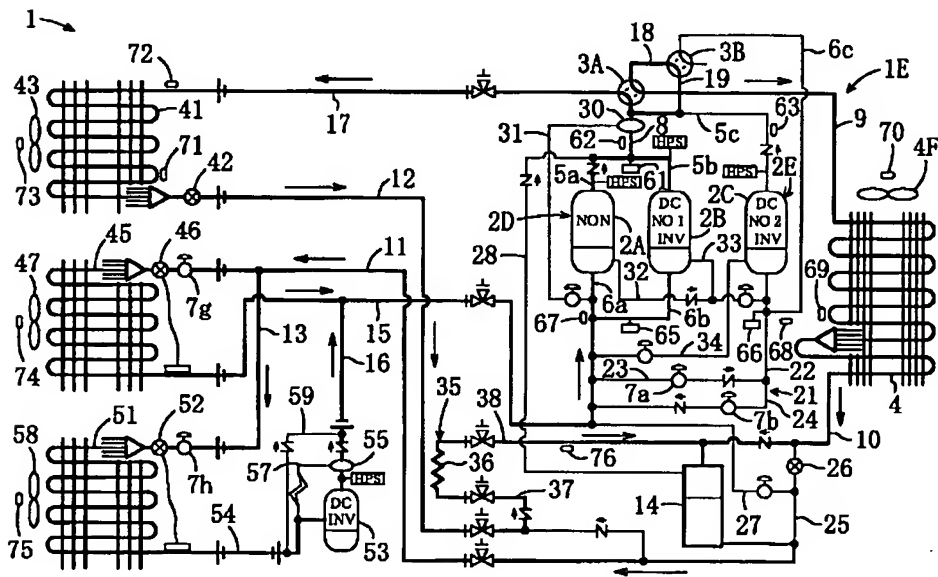 1
72
18
3B
6c
3A
43
41
17
19
1E
30
63
9
31
62
8
HPS
5c
70
4F
71
42
5a
HPS
61
5b
HPS
2E
73
12
2C
2D
NON
DC
NO 1
INV
2B
DC
NO 2
INV
2A
45
46
11
28
33
47
32
69
7g
15
6a
6b
13
67
65
34
66
68
74
16
23
22
35
7a
21
51
52
59
38
7b
24
4
58
55
10
57
7h
HPS
36
76
26
37
14
DC
INV
27
25
75
54
53